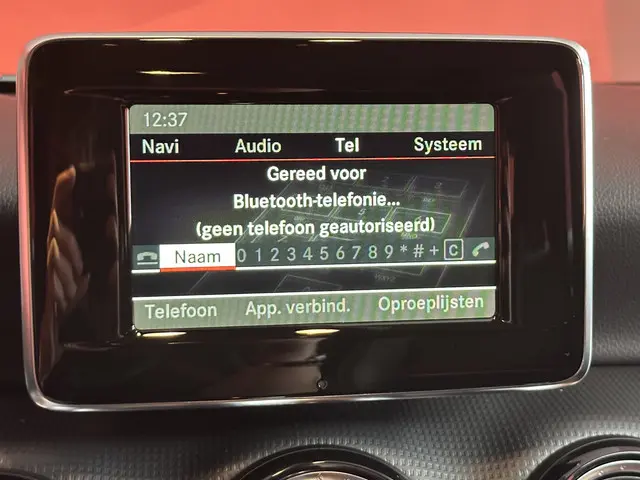 12:37
Navi Audio Tel Systeem
Gereed voor
Bluetooth-telefonie...
(geen telefoon geautoriseerd)
Naam 0 1 2 3 4 5 6 7 8 9 * # + C
Telefoon App. verbind. Oproeplijsten